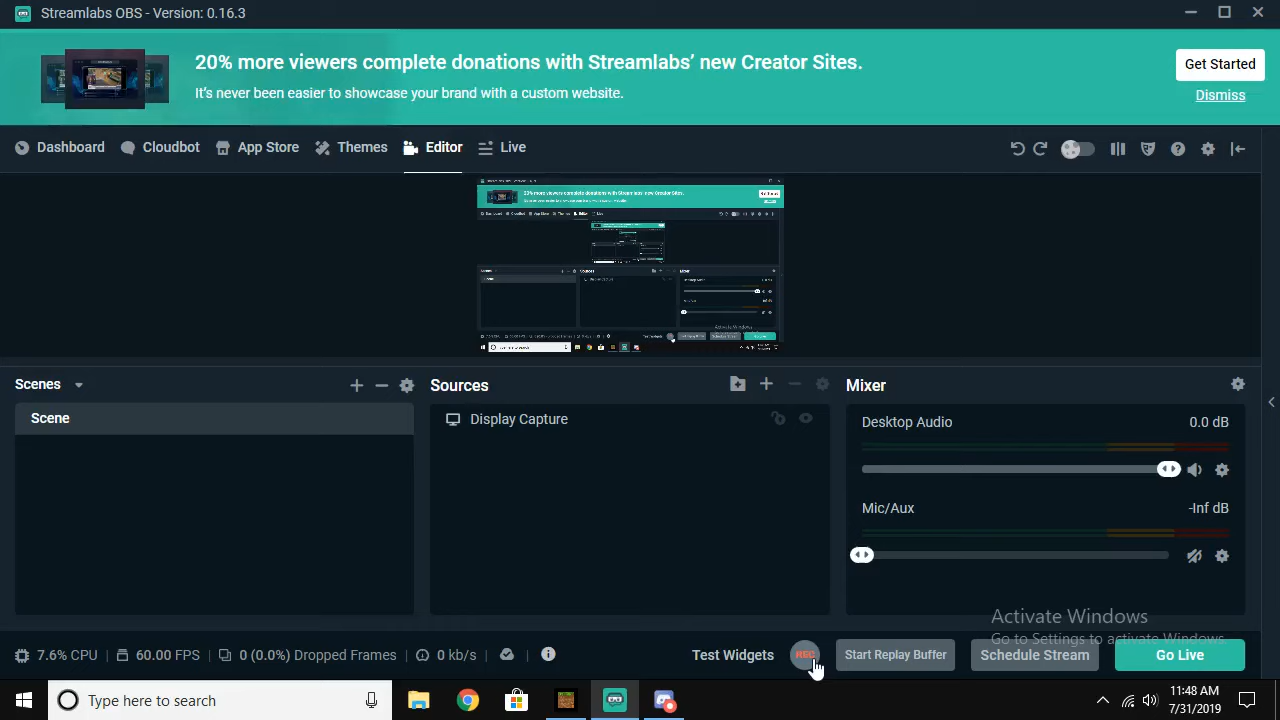 Streamlabs OBS - Version: 0.16.3
20% more viewers complete donations with Streamlabs' new Creator Sites.
It's never been easier to showcase your brand with a custom website.
Get Started
Dismiss
Dashboard
Cloudbot
App Store
Themes
Editor
Live
Scenes
Scene
Sources
Display Capture
Mixer
Desktop Audio
0.0 dB
Mic/Aux
-Inf dB
Activate Windows
Go to Settings to activate Windows.
7.6% CPU
60.00 FPS
0 (0.0%) Dropped Frames
0 kb/s
Test Widgets
REC
Start Replay Buffer
Schedule Stream
Go Live
Type here to search
11:48 AM
7/31/2019